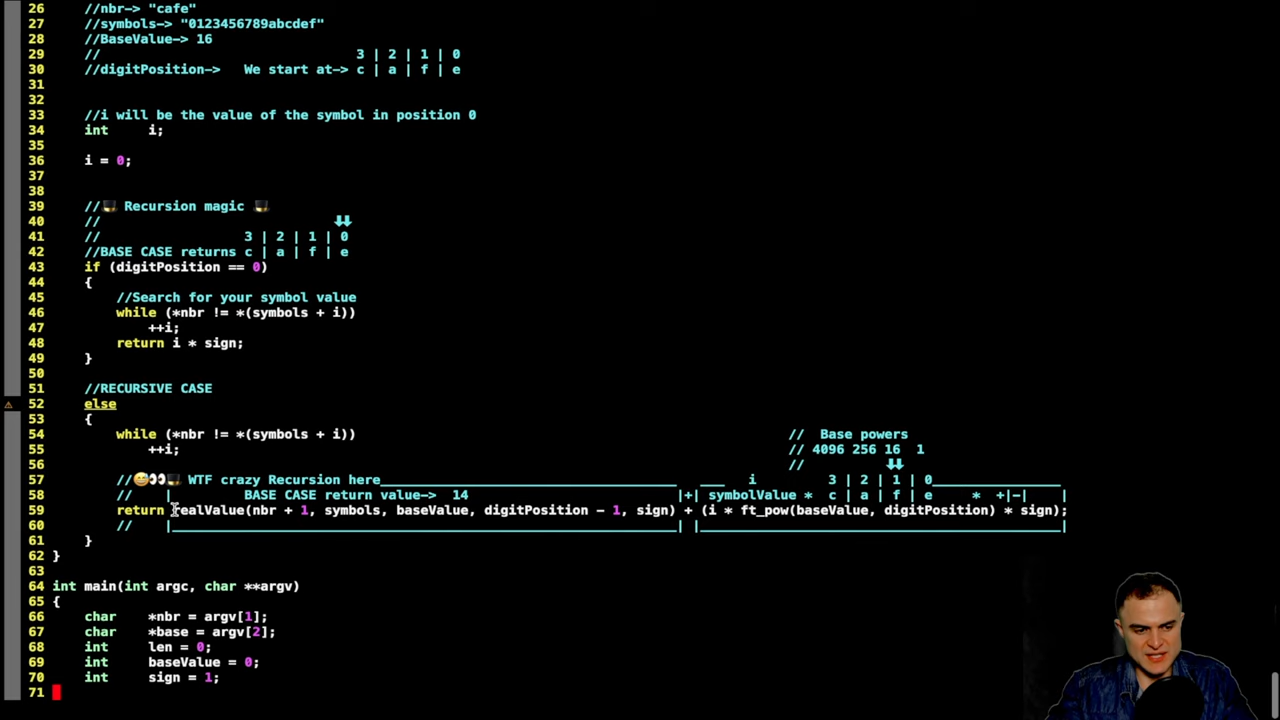 26 //nbr-> "cafe"
27 //symbols-> "0123456789abcdef"
28 //BaseValue-> 16
29 // 3 | 2 | 1 | 0
30 //digitPosition-> We start at-> c | a | f | e
31
32
33 //i will be the value of the symbol in position 0
34 int i;
35
36 i = 0;
37
38
39 //🎩 Recursion magic 🎩
40 // ⬇⬇
41 // 3 | 2 | 1 | 0
42 //BASE CASE returns c | a | f | e
43 if (digitPosition == 0)
44 {
45 //Search for your symbol value
46 while (*nbr != *(symbols + i))
47 ++i;
48 return i * sign;
49 }
50
51 //RECURSIVE CASE
⚠ 52 else
53 {
54 while (*nbr != *(symbols + i)) // Base powers
55 ++i; // 4096 256 16 1
56 // ⬇⬇
57 //😅👀🎩 WTF crazy Recursion here__________ ___ i 3 | 2 | 1 | 0__________
58 // | BASE CASE return value-> 14 |+| symbolValue * c | a | f | e * +|-| |
59 return realValue(nbr + 1, symbols, baseValue, digitPosition - 1, sign) + (i * ft_pow(baseValue, digitPosition) * sign);
60 // |__________| |__________|
61 }
62 }
63
64 int main(int argc, char **argv)
65 {
66 char *nbr = argv[1];
67 char *base = argv[2];
68 int len = 0;
69 int baseValue = 0;
70 int sign = 1;
71